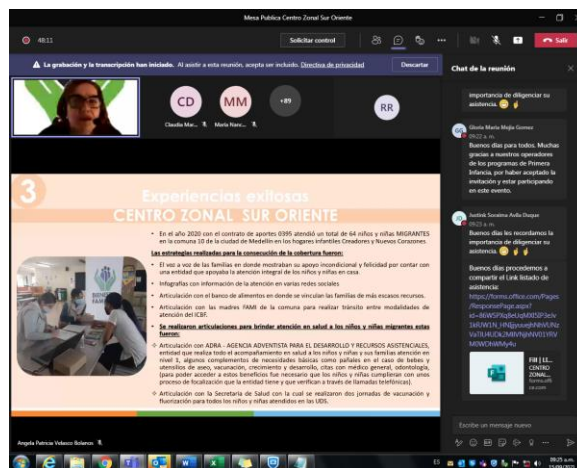 Mesa Publica Centro Zonal Sur Oriente
48:11
Solicitar control
Salir
La grabación y la transcripción han iniciado. Al asistir a esta reunión, acepta ser incluido. Directiva de privacidad
Descartar
CD
Claudia Mar...
MM
Maria Nanc...
+89
RR
3
Experiencias exitosas
CENTRO ZONAL SUR ORIENTE
• En el año 2020 con el contrato de aportes 0395 atendió un total de 64 niños y niñas MIGRANTES
en la comuna 10 de la ciudad de Medellín en los hogares infantiles Creadores y Nuevos Corazones
Las estrategias realizadas para la consecución de la cobertura fueron:
• El voz a voz de las familias en donde mostraban su apoyo incondicional y felicidad por contar con
una entidad que apoyaba la atención integral de los niños y niñas en casa.
• Infografías con información de la atención en varias redes sociales
• Articulación con el banco de alimentos en donde se vinculan las familias de más escasos recursos.
• Articulación con las madres FAMI de la comuna para realizar tránsito entre modalidades de
atención del ICBF.
• Se realizaron articulaciones para brindar atención en salud a los niños y niñas migrantes estas
fueron:
❖ Articulación con ADRA - AGENCIA ADVENTISTA PARA EL DESARROLLO Y RECURSOS ASISTENCIALES,
entidad que realiza todo el acompañamiento en salud a los niños y niñas y sus familias atención en
nivel 1, algunos complementos de necesidades básicas como pañales en el caso de bebes y
utensilios de aseo, vacunación, crecimiento y desarrollo, citas con médico general, odontología,
(para poder acceder a estos beneficios fue necesario que los niños y niñas cumplieran con unos
proceso de focalización que la entidad tiene y que verifican a través de llamadas telefónicas).
❖ Articulación con la Secretaria de Salud con la cual se realizaron dos jornadas de vacunación y
fluorización para todos los niños y niñas atendidos en las UDS.
Angela Patricia Velasco Bolanos
Chat de la reunión
importancia de diligenciar su
asistencia.
Gloria Maria Mejia Gomez
09:22 a. m.
Buenos días para todos. Muchas
gracias a nuestros operadores
de los programas de Primera
Infancia, por haber aceptado la
invitación y estar participando
en este evento.
09:23 a. m.
Buenos días les recordamos la
importancia de diligenciar su
asistencia.
Buenos días procedemos a
compartir el Link listado de
asistencia:
https://forms.office.com/Pages
/ResponsePage.aspx?
CENTRO
ZONAL...
Escribe un mensaje nuevo
ES
09:25 a.m.